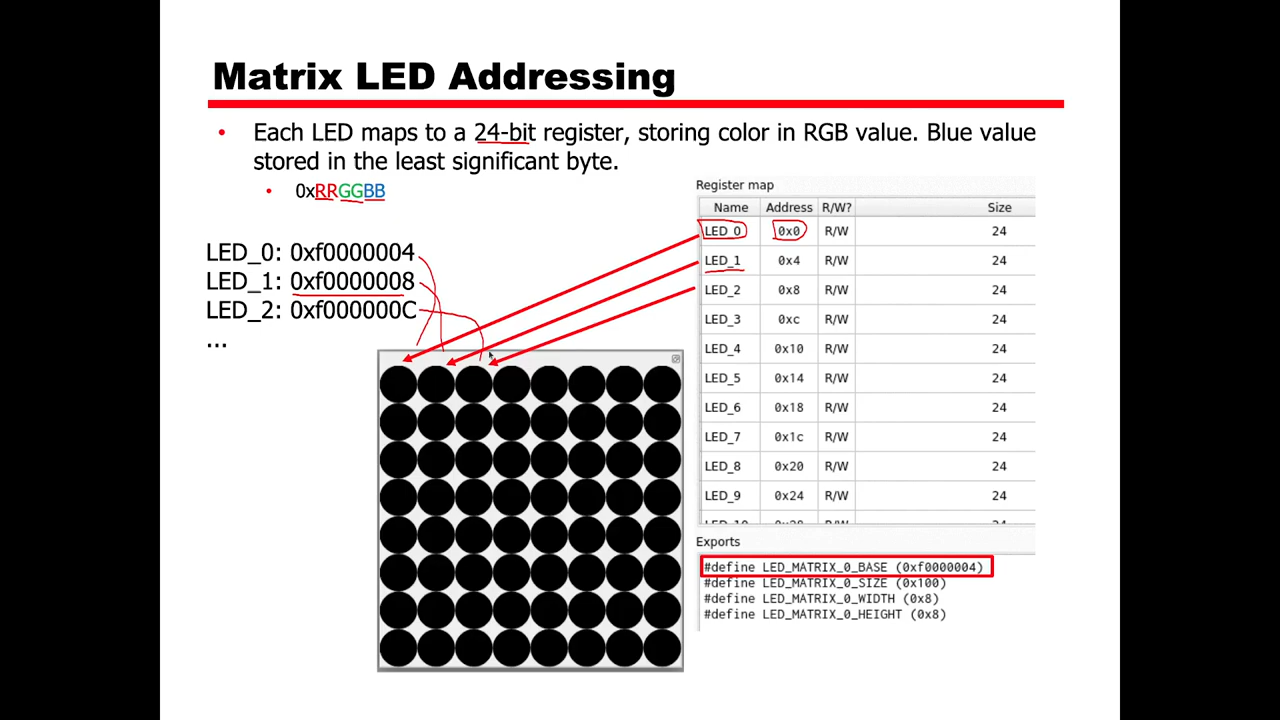 Matrix LED Addressing
• Each LED maps to a 24-bit register, storing color in RGB value. Blue value
stored in the least significant byte.
• 0xRRGGBB
LED_0: 0xf0000004
LED_1: 0xf0000008
LED_2: 0xf000000C
...
Register map
Name Address R/W? Size
LED_0 0x0 R/W 24
LED_1 0x4 R/W 24
LED_2 0x8 R/W 24
LED_3 0xc R/W 24
LED_4 0x10 R/W 24
LED_5 0x14 R/W 24
LED_6 0x18 R/W 24
LED_7 0x1c R/W 24
LED_8 0x20 R/W 24
LED_9 0x24 R/W 24
LED_10 0x28 R/W 24
Exports
#define LED_MATRIX_0_BASE (0xf0000004)
#define LED_MATRIX_0_SIZE (0x100)
#define LED_MATRIX_0_WIDTH (0x8)
#define LED_MATRIX_0_HEIGHT (0x8)